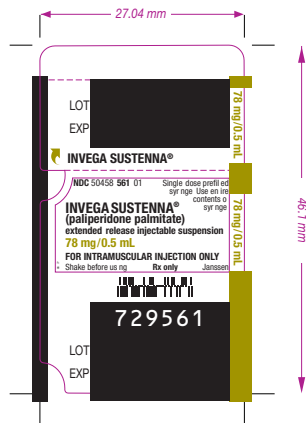 27.04 mm
LOT
EXP
INVEGA SUSTENNA®
78 mg/0.5 mL
NDC 50458 561 01
Single dose prefil ed
syr nge Use en ire
contents o
syr nge
INVEGA SUSTENNA®
(paliperidone palmitate)
extended release injectable suspension
78 mg/0.5 mL
FOR INTRAMUSCULAR INJECTION ONLY
Shake before us ng Rx only Janssen
78 mg/0.5 mL
46.1 mm
729561
LOT
EXP